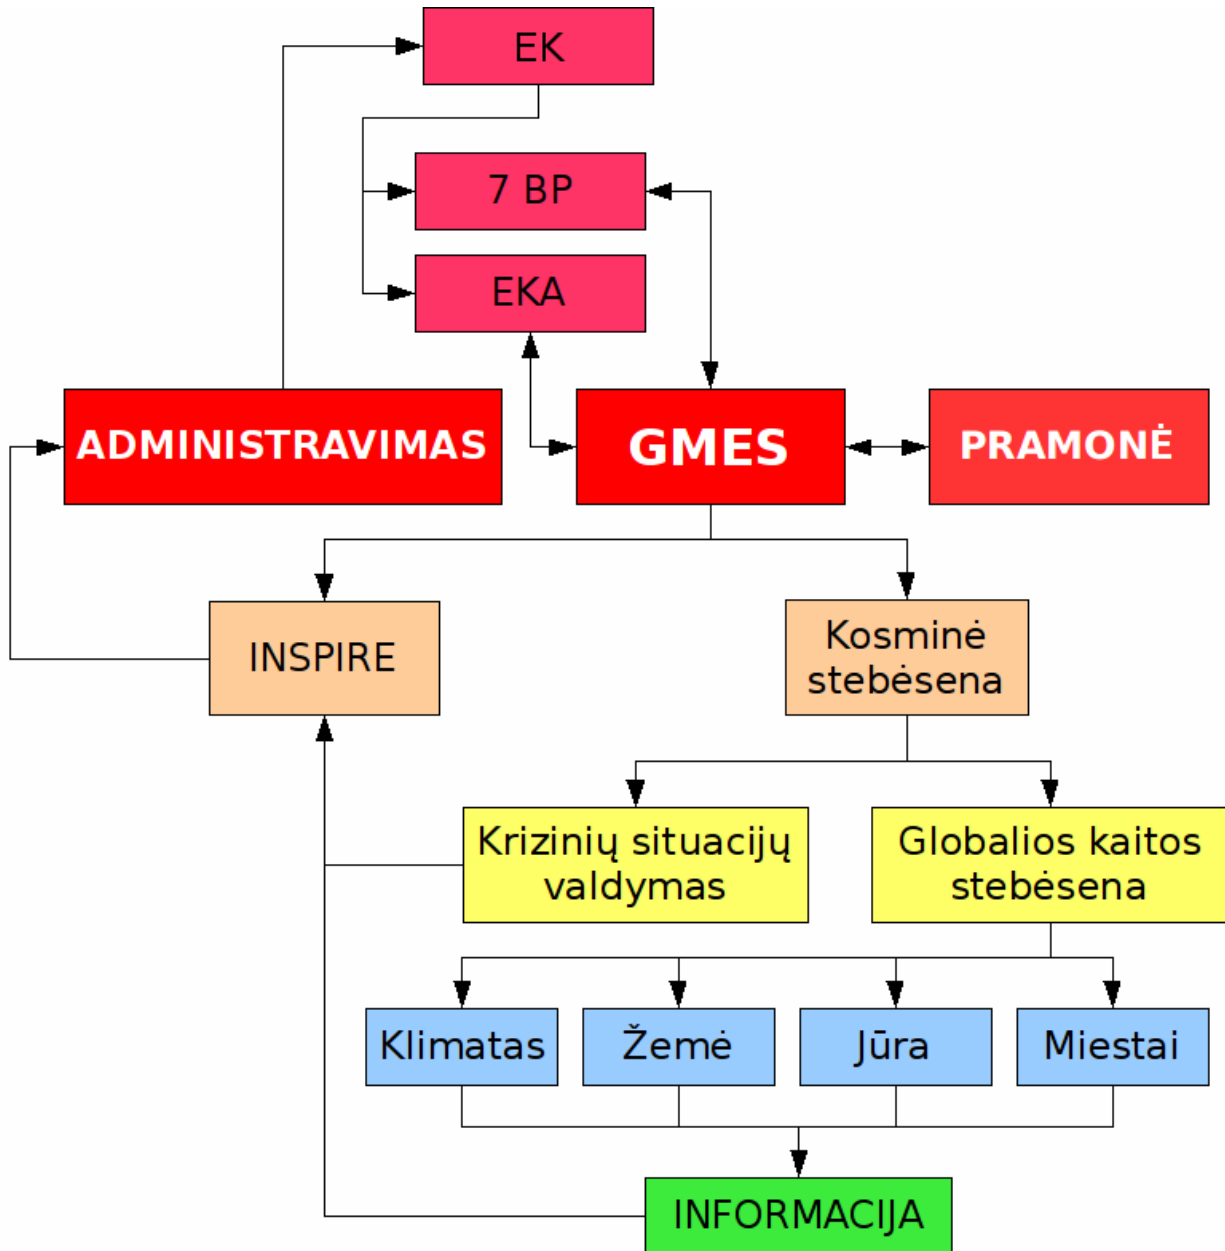 EK
7 BP
EKA
ADMINISTRAVIMAS
GMES
PRAMONĖ
INSPIRE
Kosminė
stebėsena
Krizinių situacijų
valdymas
Globalios kaitos
stebėsena
Klimatas
Žemė
Jūra
Miestai
INFORMACIJA